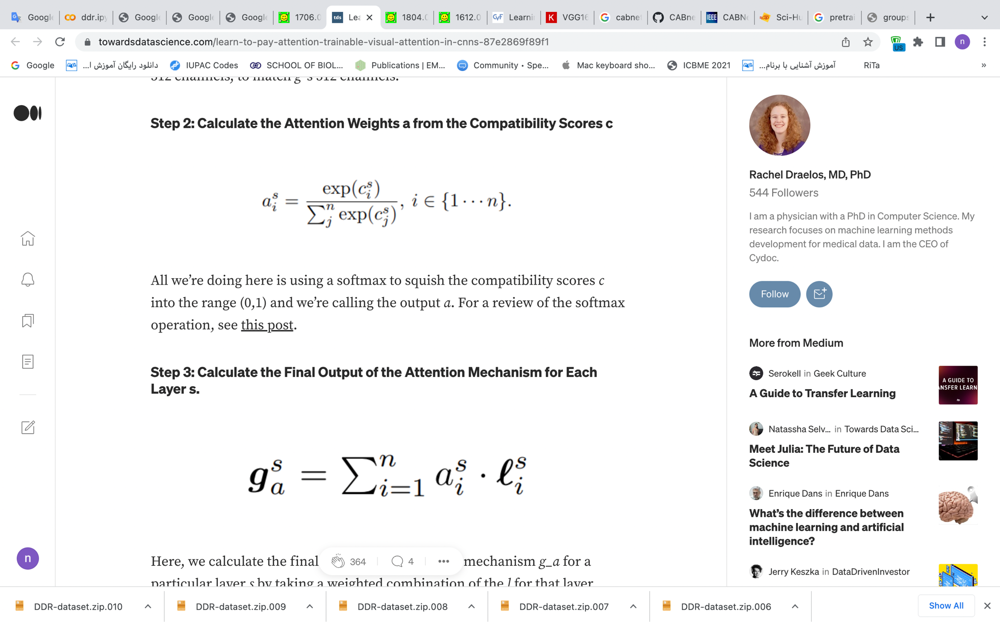 Google
ddr.ipy
Google
Google
Google
1706.0
tds
Lea
1804.0
1612.0
CVF
Learni
K
VGG16
cabnet
CABne
IEEE
CABNe
Sci-Hu
pretrai
groups
towardsdatascience.com/learn-to-pay-attention-trainable-visual-attention-in-cnns-87e2869f89f1
US
n
Google
دانلود رایگان آموزش ا...
IUPAC Codes
SCHOOL OF BIOL...
Publications | EM...
Community • Spe...
Mac keyboard sho...
ICBME 2021
آموزش آشنایی با برنام...
RiTa
»
512 channels, to match g's 512 channels.
Step 2: Calculate the Attention Weights a from the Compatibility Scores c
a_i^s = exp(c_i^s) / ∑_j^n exp(c_j^s), i ∈ {1 ··· n}.
All we're doing here is using a softmax to squish the compatibility scores c
into the range (0,1) and we're calling the output a. For a review of the softmax
operation, see this post.
Step 3: Calculate the Final Output of the Attention Mechanism for Each
Layer s.
g_a^s = ∑_{i=1}^n a_i^s · ℓ_i^s
Here, we calculate the final
mechanism g_a for a
particular layer s by taking a weighted combination of the l for that layer
364
4
n
Rachel Draelos, MD, PhD
544 Followers
I am a physician with a PhD in Computer Science. My
research focuses on machine learning methods
development for medical data. I am the CEO of
Cydoc.
Follow
More from Medium
Serokell in Geek Culture
A Guide to Transfer Learning
A GUIDE TO
NSFER LEARN
Natassha Selv... in Towards Data Sci...
Meet Julia: The Future of Data
Science
Enrique Dans in Enrique Dans
What's the difference between
machine learning and artificial
intelligence?
Jerry Keszka in DataDrivenInvestor
DDR-dataset.zip.010
DDR-dataset.zip.009
DDR-dataset.zip.008
DDR-dataset.zip.007
DDR-dataset.zip.006
Show All